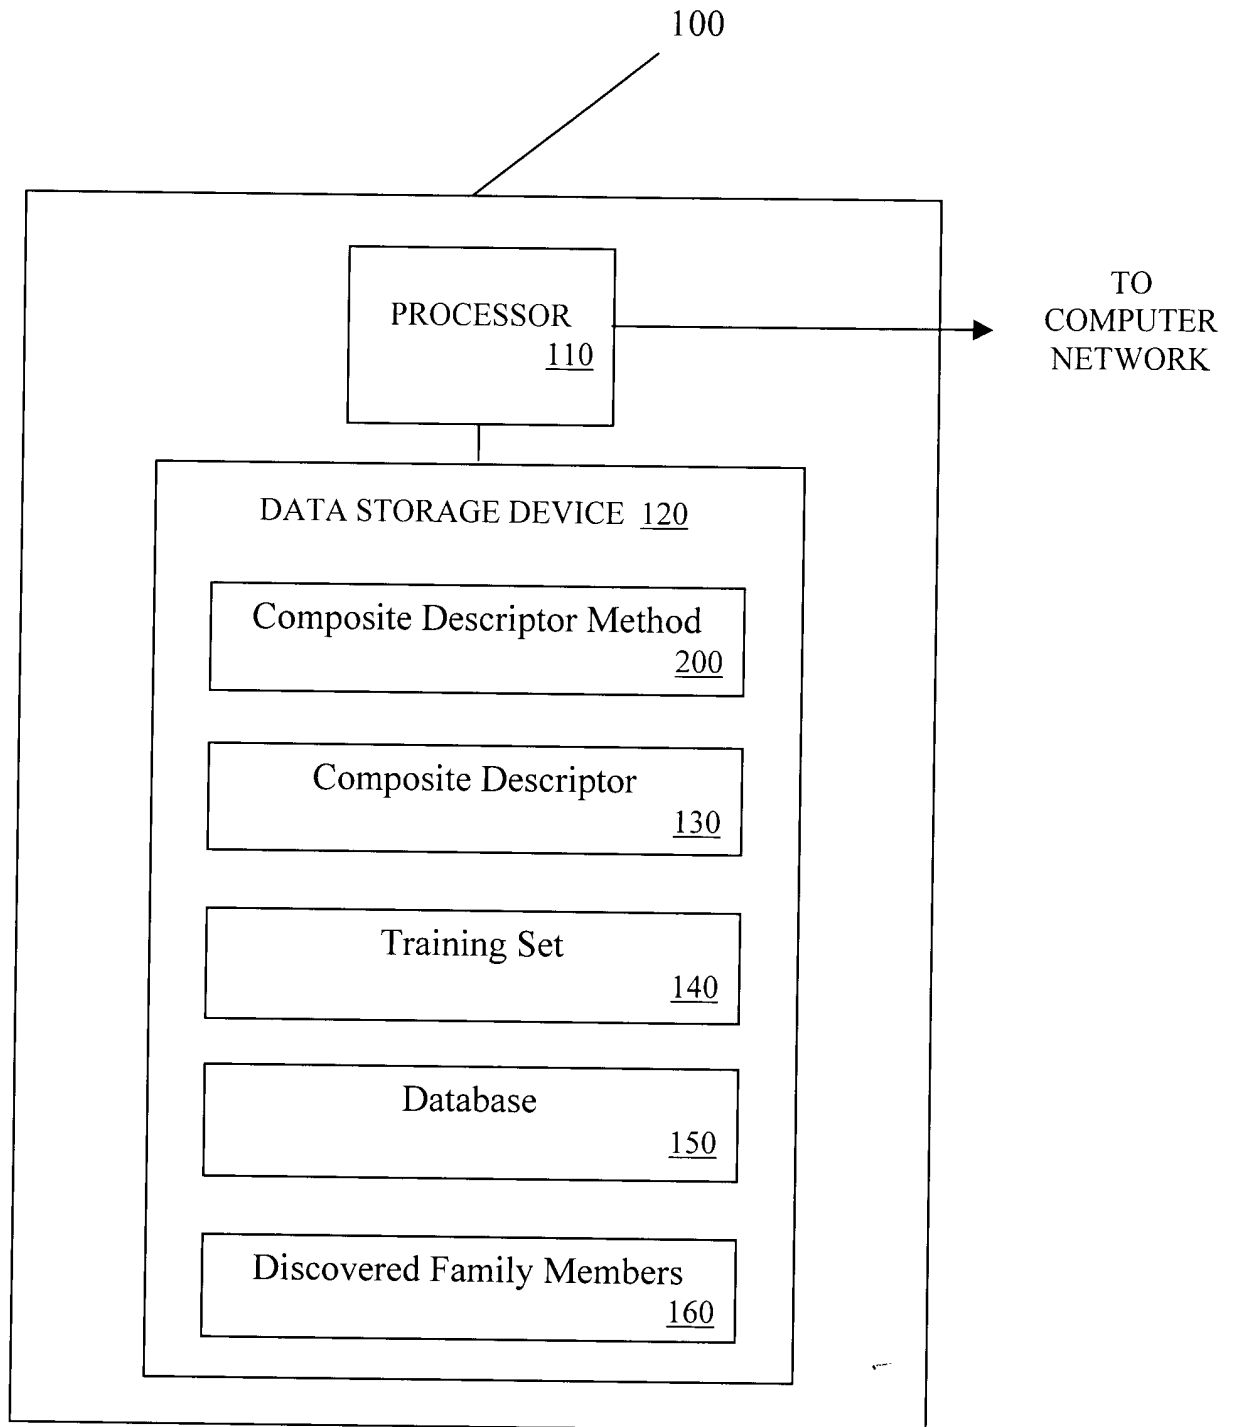 100
PROCESSOR
110
TO
COMPUTER
NETWORK
DATA STORAGE DEVICE 120
Composite Descriptor Method
200
Composite Descriptor
130
Training Set
140
Database
150
Discovered Family Members
160